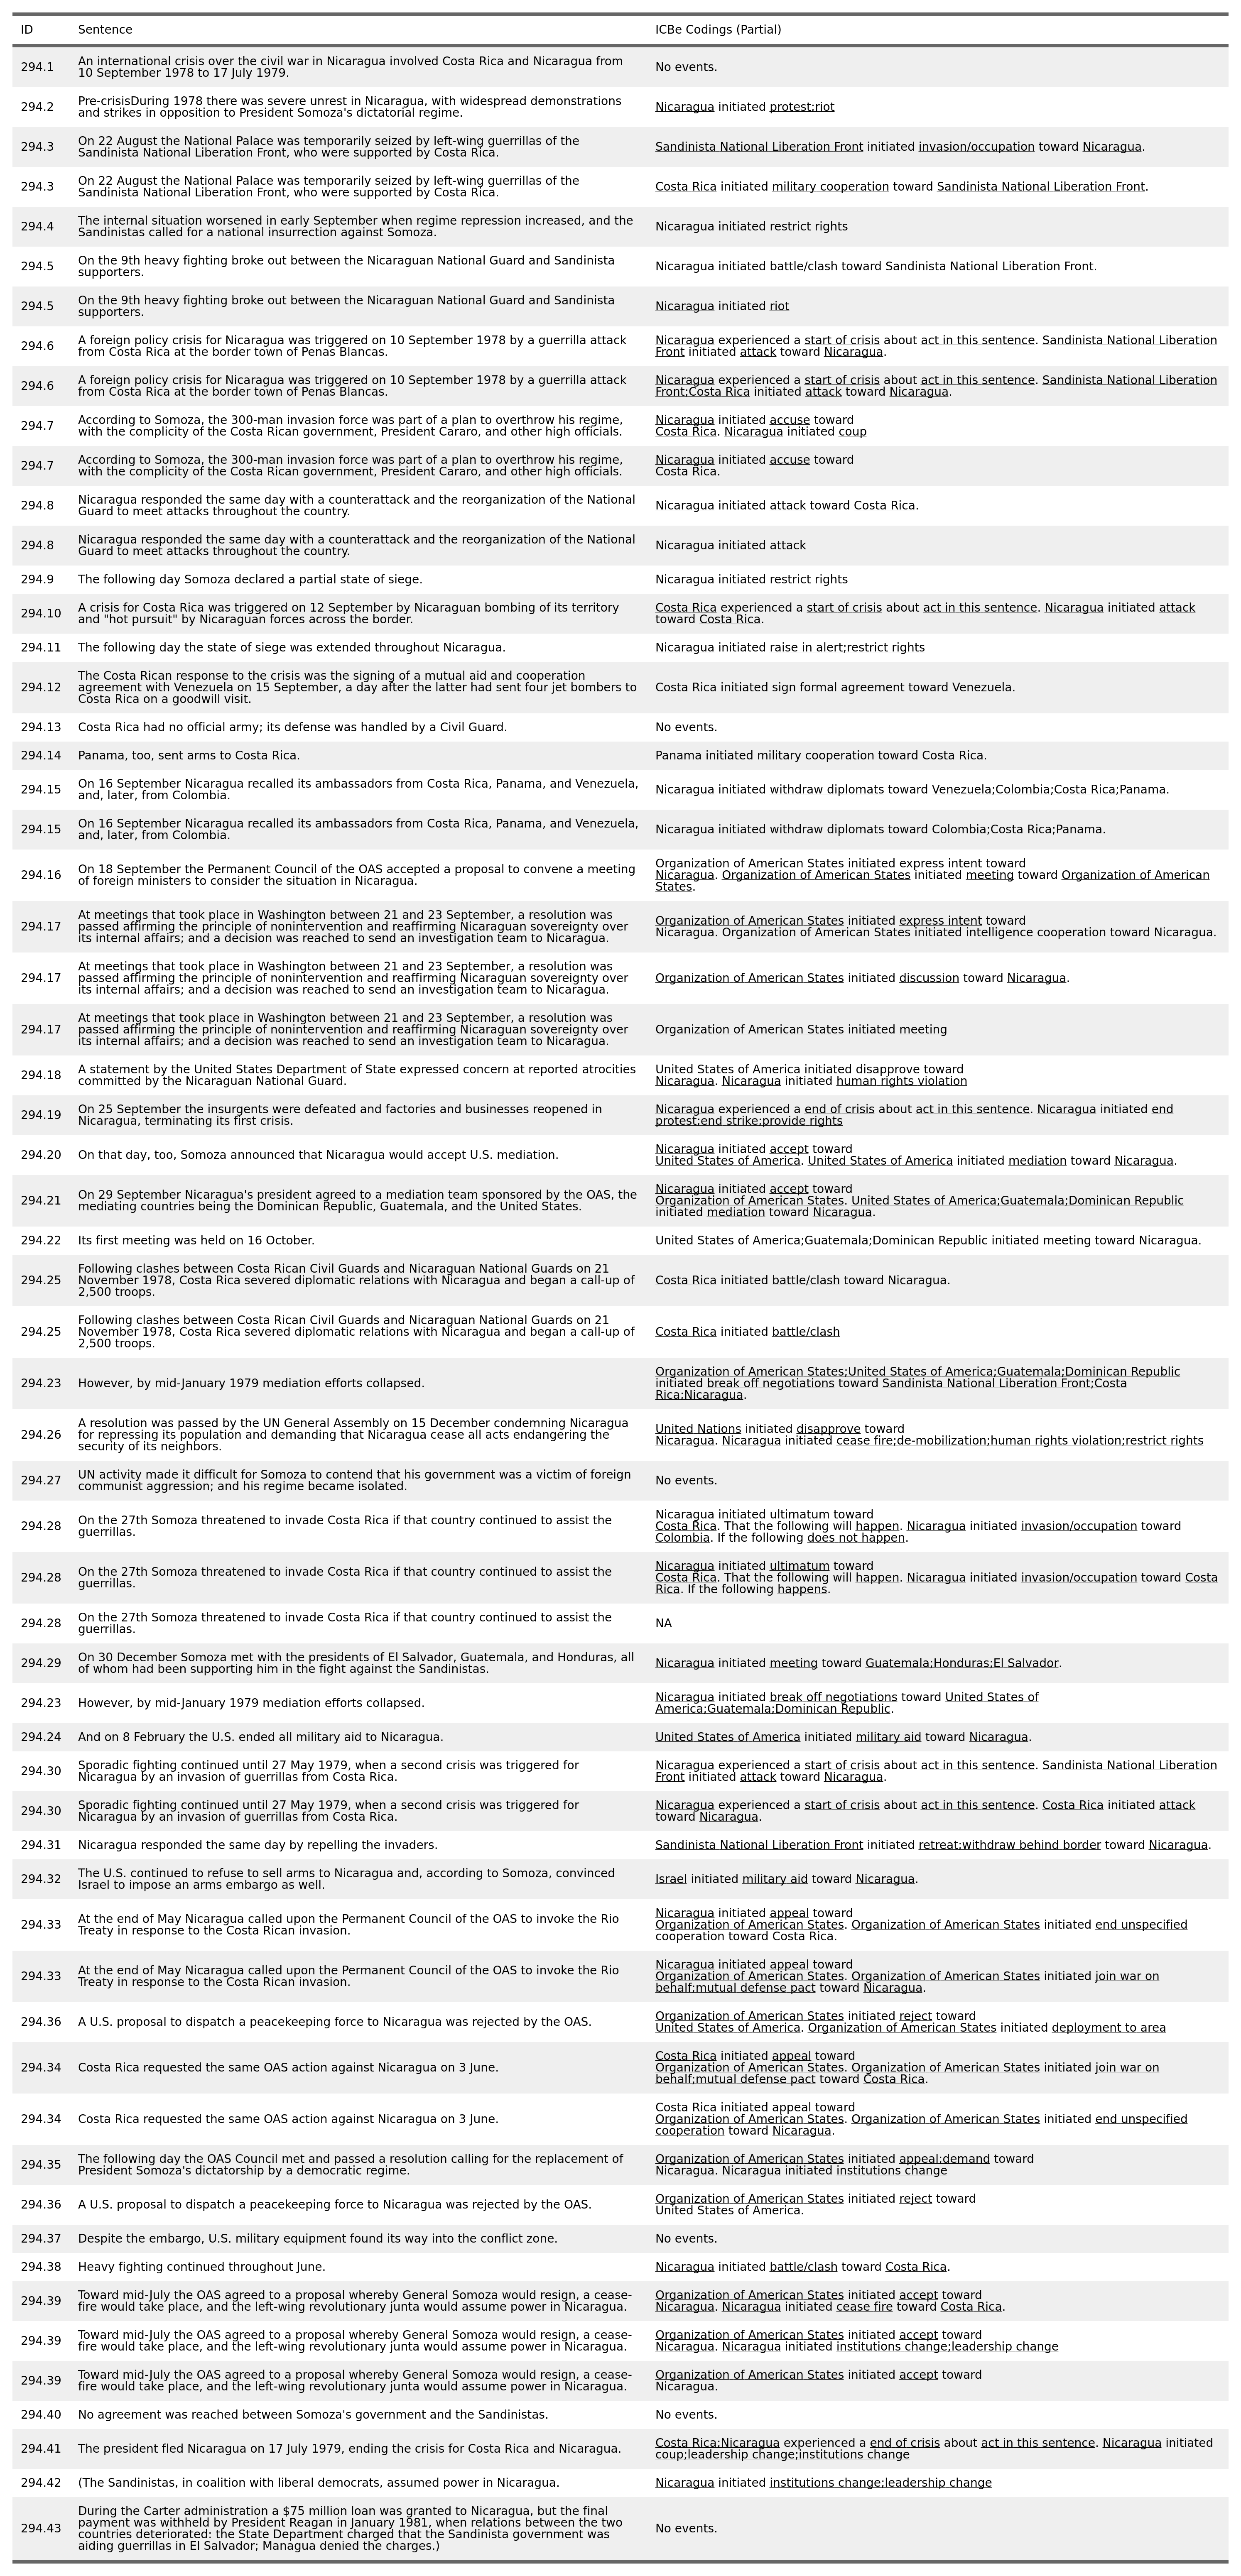 ID Sentence ICBe Codings (Partial)
294.1 An international crisis over the civil war in Nicaragua involved Costa Rica and Nicaragua from
10 September 1978 to 17 July 1979. No events.
294.2 Pre-crisisDuring 1978 there was severe unrest in Nicaragua, with widespread demonstrations
and strikes in opposition to President Somoza's dictatorial regime. Nicaragua initiated protest;riot
294.3 On 22 August the National Palace was temporarily seized by left-wing guerrillas of the
Sandinista National Liberation Front, who were supported by Costa Rica. Sandinista National Liberation Front initiated invasion/occupation toward Nicaragua.
294.3 On 22 August the National Palace was temporarily seized by left-wing guerrillas of the
Sandinista National Liberation Front, who were supported by Costa Rica. Costa Rica initiated military cooperation toward Sandinista National Liberation Front.
294.4 The internal situation worsened in early September when regime repression increased, and the
Sandinistas called for a national insurrection against Somoza. Nicaragua initiated restrict rights
294.5 On the 9th heavy fighting broke out between the Nicaraguan National Guard and Sandinista
supporters. Nicaragua initiated battle/clash toward Sandinista National Liberation Front.
294.5 On the 9th heavy fighting broke out between the Nicaraguan National Guard and Sandinista
supporters. Nicaragua initiated riot
294.6 A foreign policy crisis for Nicaragua was triggered on 10 September 1978 by a guerrilla attack
from Costa Rica at the border town of Penas Blancas.
Nicaragua experienced a start of crisis about act in this sentence. Sandinista National Liberation
Front initiated attack toward Nicaragua.
294.6 A foreign policy crisis for Nicaragua was triggered on 10 September 1978 by a guerrilla attack
from Costa Rica at the border town of Penas Blancas.
Nicaragua experienced a start of crisis about act in this sentence. Sandinista National Liberation
Front;Costa Rica initiated attack toward Nicaragua.
294.7 According to Somoza, the 300-man invasion force was part of a plan to overthrow his regime,
with the complicity of the Costa Rican government, President Cararo, and other high officials.
Nicaragua initiated accuse toward
Costa Rica. Nicaragua initiated coup
294.7 According to Somoza, the 300-man invasion force was part of a plan to overthrow his regime,
with the complicity of the Costa Rican government, President Cararo, and other high officials.
Nicaragua initiated accuse toward
Costa Rica.
294.8 Nicaragua responded the same day with a counterattack and the reorganization of the National
Guard to meet attacks throughout the country. Nicaragua initiated attack toward Costa Rica.
294.8 Nicaragua responded the same day with a counterattack and the reorganization of the National
Guard to meet attacks throughout the country. Nicaragua initiated attack
294.9 The following day Somoza declared a partial state of siege. Nicaragua initiated restrict rights
294.10 A crisis for Costa Rica was triggered on 12 September by Nicaraguan bombing of its territory
and "hot pursuit" by Nicaraguan forces across the border.
Costa Rica experienced a start of crisis about act in this sentence. Nicaragua initiated attack
toward Costa Rica.
294.11 The following day the state of siege was extended throughout Nicaragua. Nicaragua initiated raise in alert;restrict rights
294.12 The Costa Rican response to the crisis was the signing of a mutual aid and cooperation
agreement with Venezuela on 15 September, a day after the latter had sent four jet bombers to
Costa Rica on a goodwill visit.
Costa Rica initiated sign formal agreement toward Venezuela.
294.13 Costa Rica had no official army; its defense was handled by a Civil Guard. No events.
294.14 Panama, too, sent arms to Costa Rica. Panama initiated military cooperation toward Costa Rica.
294.15 On 16 September Nicaragua recalled its ambassadors from Costa Rica, Panama, and Venezuela,
and, later, from Colombia. Nicaragua initiated withdraw diplomats toward Venezuela;Colombia;Costa Rica;Panama.
294.15 On 16 September Nicaragua recalled its ambassadors from Costa Rica, Panama, and Venezuela,
and, later, from Colombia. Nicaragua initiated withdraw diplomats toward Colombia;Costa Rica;Panama.
294.16 On 18 September the Permanent Council of the OAS accepted a proposal to convene a meeting
of foreign ministers to consider the situation in Nicaragua.
Organization of American States initiated express intent toward
Nicaragua. Organization of American States initiated meeting toward Organization of American
States.
294.17 At meetings that took place in Washington between 21 and 23 September, a resolution was
passed affirming the principle of nonintervention and reaffirming Nicaraguan sovereignty over
its internal affairs; and a decision was reached to send an investigation team to Nicaragua.
Organization of American States initiated express intent toward
Nicaragua. Organization of American States initiated intelligence cooperation toward Nicaragua.
294.17 At meetings that took place in Washington between 21 and 23 September, a resolution was
passed affirming the principle of nonintervention and reaffirming Nicaraguan sovereignty over
its internal affairs; and a decision was reached to send an investigation team to Nicaragua.
Organization of American States initiated discussion toward Nicaragua.
294.17 At meetings that took place in Washington between 21 and 23 September, a resolution was
passed affirming the principle of nonintervention and reaffirming Nicaraguan sovereignty over
its internal affairs; and a decision was reached to send an investigation team to Nicaragua.
Organization of American States initiated meeting
294.18 A statement by the United States Department of State expressed concern at reported atrocities
committed by the Nicaraguan National Guard.
United States of America initiated disapprove toward
Nicaragua. Nicaragua initiated human rights violation
294.19 On 25 September the insurgents were defeated and factories and businesses reopened in
Nicaragua, terminating its first crisis.
Nicaragua experienced a end of crisis about act in this sentence. Nicaragua initiated end
protest;end strike;provide rights
294.20 On that day, too, Somoza announced that Nicaragua would accept U.S. mediation.
Nicaragua initiated accept toward
United States of America. United States of America initiated mediation toward Nicaragua.
294.21 On 29 September Nicaragua's president agreed to a mediation team sponsored by the OAS, the
mediating countries being the Dominican Republic, Guatemala, and the United States.
Nicaragua initiated accept toward
Organization of American States. United States of America;Guatemala;Dominican Republic
initiated mediation toward Nicaragua.
294.22 Its first meeting was held on 16 October. United States of America;Guatemala;Dominican Republic initiated meeting toward Nicaragua.
294.25 Following clashes between Costa Rican Civil Guards and Nicaraguan National Guards on 21
November 1978, Costa Rica severed diplomatic relations with Nicaragua and began a call-up of
2,500 troops.
Costa Rica initiated battle/clash toward Nicaragua.
294.25 Following clashes between Costa Rican Civil Guards and Nicaraguan National Guards on 21
November 1978, Costa Rica severed diplomatic relations with Nicaragua and began a call-up of
2,500 troops.
Costa Rica initiated battle/clash
294.23 However, by mid-January 1979 mediation efforts collapsed.
Organization of American States;United States of America;Guatemala;Dominican Republic
initiated break off negotiations toward Sandinista National Liberation Front;Costa
Rica;Nicaragua.
294.26 A resolution was passed by the UN General Assembly on 15 December condemning Nicaragua
for repressing its population and demanding that Nicaragua cease all acts endangering the
security of its neighbors.
United Nations initiated disapprove toward
Nicaragua. Nicaragua initiated cease fire;de-mobilization;human rights violation;restrict rights
294.27 UN activity made it difficult for Somoza to contend that his government was a victim of foreign
communist aggression; and his regime became isolated. No events.
294.28 On the 27th Somoza threatened to invade Costa Rica if that country continued to assist the
guerrillas.
Nicaragua initiated ultimatum toward
Costa Rica. That the following will happen. Nicaragua initiated invasion/occupation toward
Colombia. If the following does not happen.
294.28 On the 27th Somoza threatened to invade Costa Rica if that country continued to assist the
guerrillas.
Nicaragua initiated ultimatum toward
Costa Rica. That the following will happen. Nicaragua initiated invasion/occupation toward Costa
Rica. If the following happens.
294.28 On the 27th Somoza threatened to invade Costa Rica if that country continued to assist the
guerrillas. NA
294.29 On 30 December Somoza met with the presidents of El Salvador, Guatemala, and Honduras, all
of whom had been supporting him in the fight against the Sandinistas. Nicaragua initiated meeting toward Guatemala;Honduras;El Salvador.
294.23 However, by mid-January 1979 mediation efforts collapsed.
Nicaragua initiated break off negotiations toward United States of
America;Guatemala;Dominican Republic.
294.24 And on 8 February the U.S. ended all military aid to Nicaragua. United States of America initiated military aid toward Nicaragua.
294.30 Sporadic fighting continued until 27 May 1979, when a second crisis was triggered for
Nicaragua by an invasion of guerrillas from Costa Rica.
Nicaragua experienced a start of crisis about act in this sentence. Sandinista National Liberation
Front initiated attack toward Nicaragua.
294.30 Sporadic fighting continued until 27 May 1979, when a second crisis was triggered for
Nicaragua by an invasion of guerrillas from Costa Rica.
Nicaragua experienced a start of crisis about act in this sentence. Costa Rica initiated attack
toward Nicaragua.
294.31 Nicaragua responded the same day by repelling the invaders. Sandinista National Liberation Front initiated retreat;withdraw behind border toward Nicaragua.
294.32 The U.S. continued to refuse to sell arms to Nicaragua and, according to Somoza, convinced
Israel to impose an arms embargo as well. Israel initiated military aid toward Nicaragua.
294.33 At the end of May Nicaragua called upon the Permanent Council of the OAS to invoke the Rio
Treaty in response to the Costa Rican invasion.
Nicaragua initiated appeal toward
Organization of American States. Organization of American States initiated end unspecified
cooperation toward Costa Rica.
294.33 At the end of May Nicaragua called upon the Permanent Council of the OAS to invoke the Rio
Treaty in response to the Costa Rican invasion.
Nicaragua initiated appeal toward
Organization of American States. Organization of American States initiated join war on
behalf;mutual defense pact toward Nicaragua.
294.36 A U.S. proposal to dispatch a peacekeeping force to Nicaragua was rejected by the OAS.
Organization of American States initiated reject toward
United States of America. Organization of American States initiated deployment to area
294.34 Costa Rica requested the same OAS action against Nicaragua on 3 June.
Costa Rica initiated appeal toward
Organization of American States. Organization of American States initiated join war on
behalf;mutual defense pact toward Costa Rica.
294.34 Costa Rica requested the same OAS action against Nicaragua on 3 June.
Costa Rica initiated appeal toward
Organization of American States. Organization of American States initiated end unspecified
cooperation toward Nicaragua.
294.35 The following day the OAS Council met and passed a resolution calling for the replacement of
President Somoza's dictatorship by a democratic regime.
Organization of American States initiated appeal;demand toward
Nicaragua. Nicaragua initiated institutions change
294.36 A U.S. proposal to dispatch a peacekeeping force to Nicaragua was rejected by the OAS.
Organization of American States initiated reject toward
United States of America.
294.37 Despite the embargo, U.S. military equipment found its way into the conflict zone. No events.
294.38 Heavy fighting continued throughout June. Nicaragua initiated battle/clash toward Costa Rica.
294.39 Toward mid-July the OAS agreed to a proposal whereby General Somoza would resign, a cease-
fire would take place, and the left-wing revolutionary junta would assume power in Nicaragua.
Organization of American States initiated accept toward
Nicaragua. Nicaragua initiated cease fire toward Costa Rica.
294.39 Toward mid-July the OAS agreed to a proposal whereby General Somoza would resign, a cease-
fire would take place, and the left-wing revolutionary junta would assume power in Nicaragua.
Organization of American States initiated accept toward
Nicaragua. Nicaragua initiated institutions change;leadership change
294.39 Toward mid-July the OAS agreed to a proposal whereby General Somoza would resign, a cease-
fire would take place, and the left-wing revolutionary junta would assume power in Nicaragua.
Organization of American States initiated accept toward
Nicaragua.
294.40 No agreement was reached between Somoza's government and the Sandinistas. No events.
294.41 The president fled Nicaragua on 17 July 1979, ending the crisis for Costa Rica and Nicaragua.
Costa Rica;Nicaragua experienced a end of crisis about act in this sentence. Nicaragua initiated
coup;leadership change;institutions change
294.42 (The Sandinistas, in coalition with liberal democrats, assumed power in Nicaragua. Nicaragua initiated institutions change;leadership change
294.43 During the Carter administration a $75 million loan was granted to Nicaragua, but the final
payment was withheld by President Reagan in January 1981, when relations between the two
countries deteriorated: the State Department charged that the Sandinista government was
aiding guerrillas in El Salvador; Managua denied the charges.)
No events.